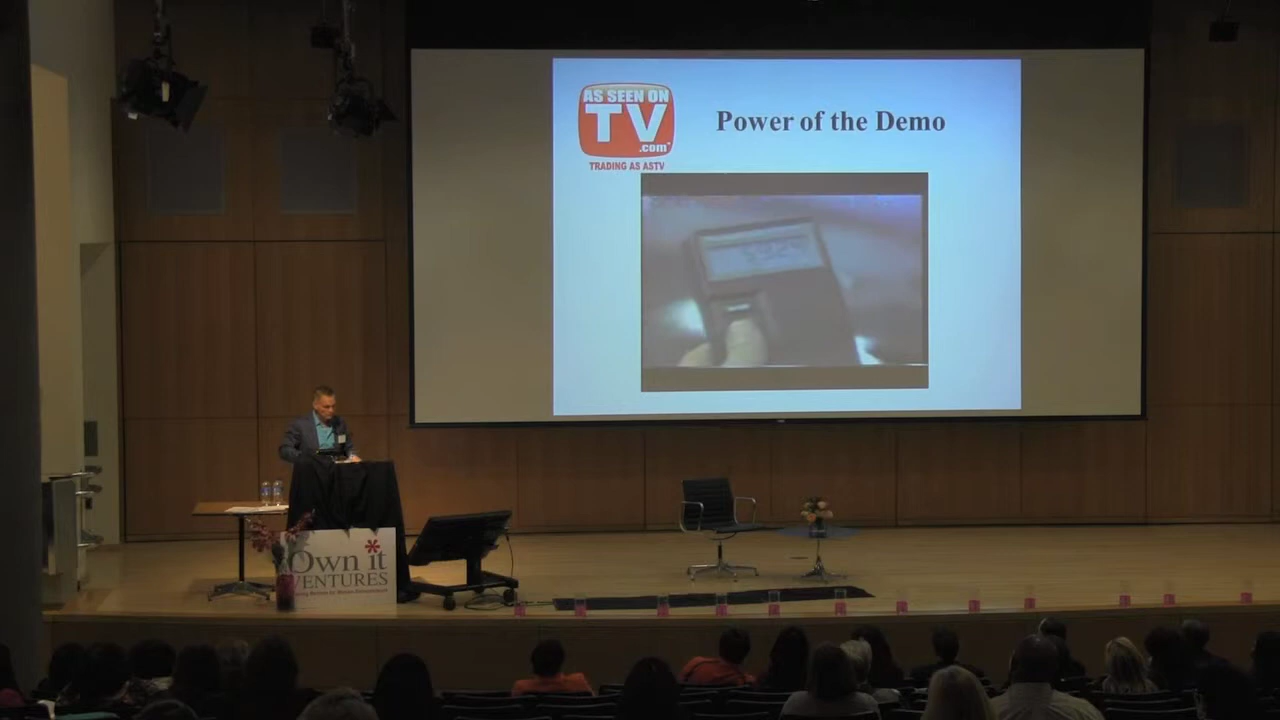 AS SEEN ON
TV
.com
TRADING AS ASTV
Power of the Demo
Own it
VENTURES